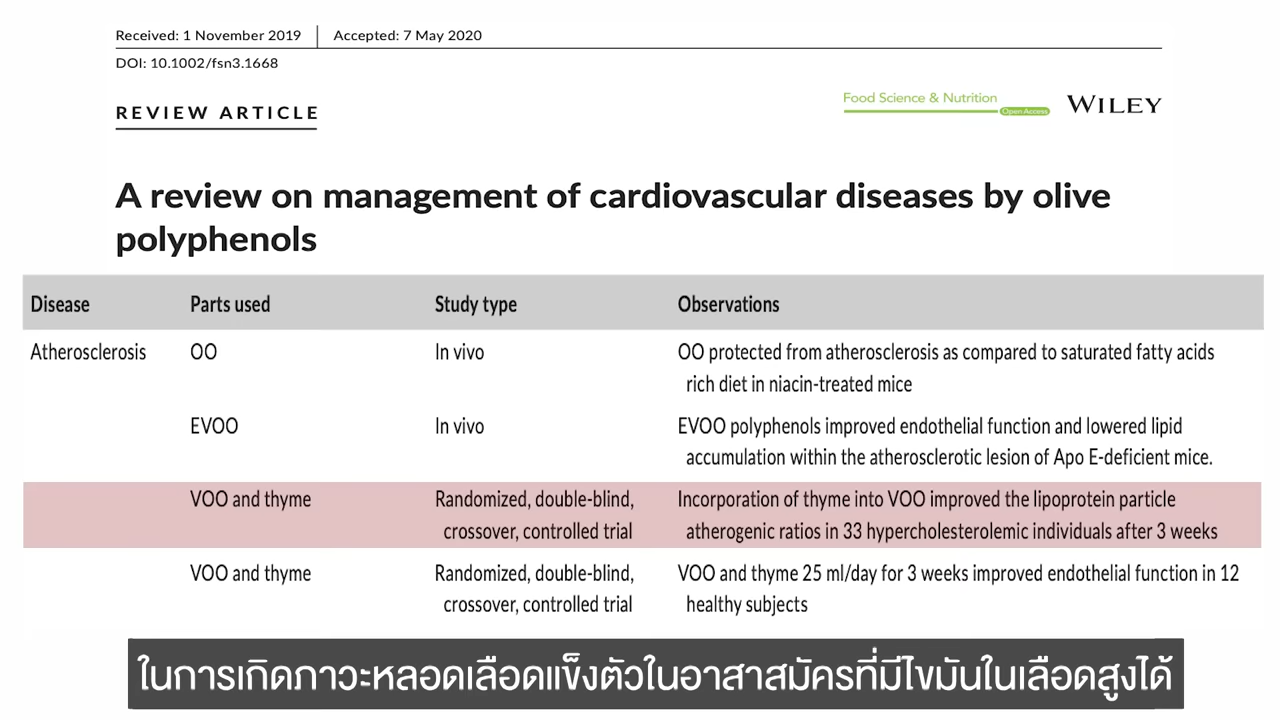 Received: 1 November 2019 | Accepted: 7 May 2020
DOI: 10.1002/fsn3.1668
REVIEW ARTICLE
Food Science & Nutrition
Open Access
WILEY
A review on management of cardiovascular diseases by olive
polyphenols
Disease Parts used Study type Observations
Atherosclerosis OO In vivo OO protected from atherosclerosis as compared to saturated fatty acids
rich diet in niacin-treated mice
EVOO In vivo EVOO polyphenols improved endothelial function and lowered lipid
accumulation within the atherosclerotic lesion of Apo E-deficient mice.
VOO and thyme Randomized, double-blind, Incorporation of thyme into VOO improved the lipoprotein particle
crossover, controlled trial atherogenic ratios in 33 hypercholesterolemic individuals after 3 weeks
VOO and thyme Randomized, double-blind, VOO and thyme 25 ml/day for 3 weeks improved endothelial function in 12
crossover, controlled trial healthy subjects
ในการเกิดภาวะหลอดเลือดแข็งตัวในอาสาสมัครที่มีไขมันในเลือดสูงได้